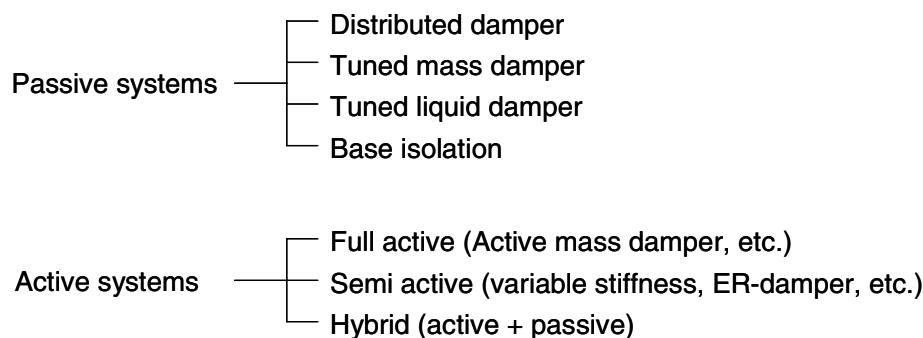 Passive systems
Distributed damper
Tuned mass damper
Tuned liquid damper
Base isolation
Active systems
Full active (Active mass damper, etc.)
Semi active (variable stiffness, ER-damper, etc.)
Hybrid (active + passive)